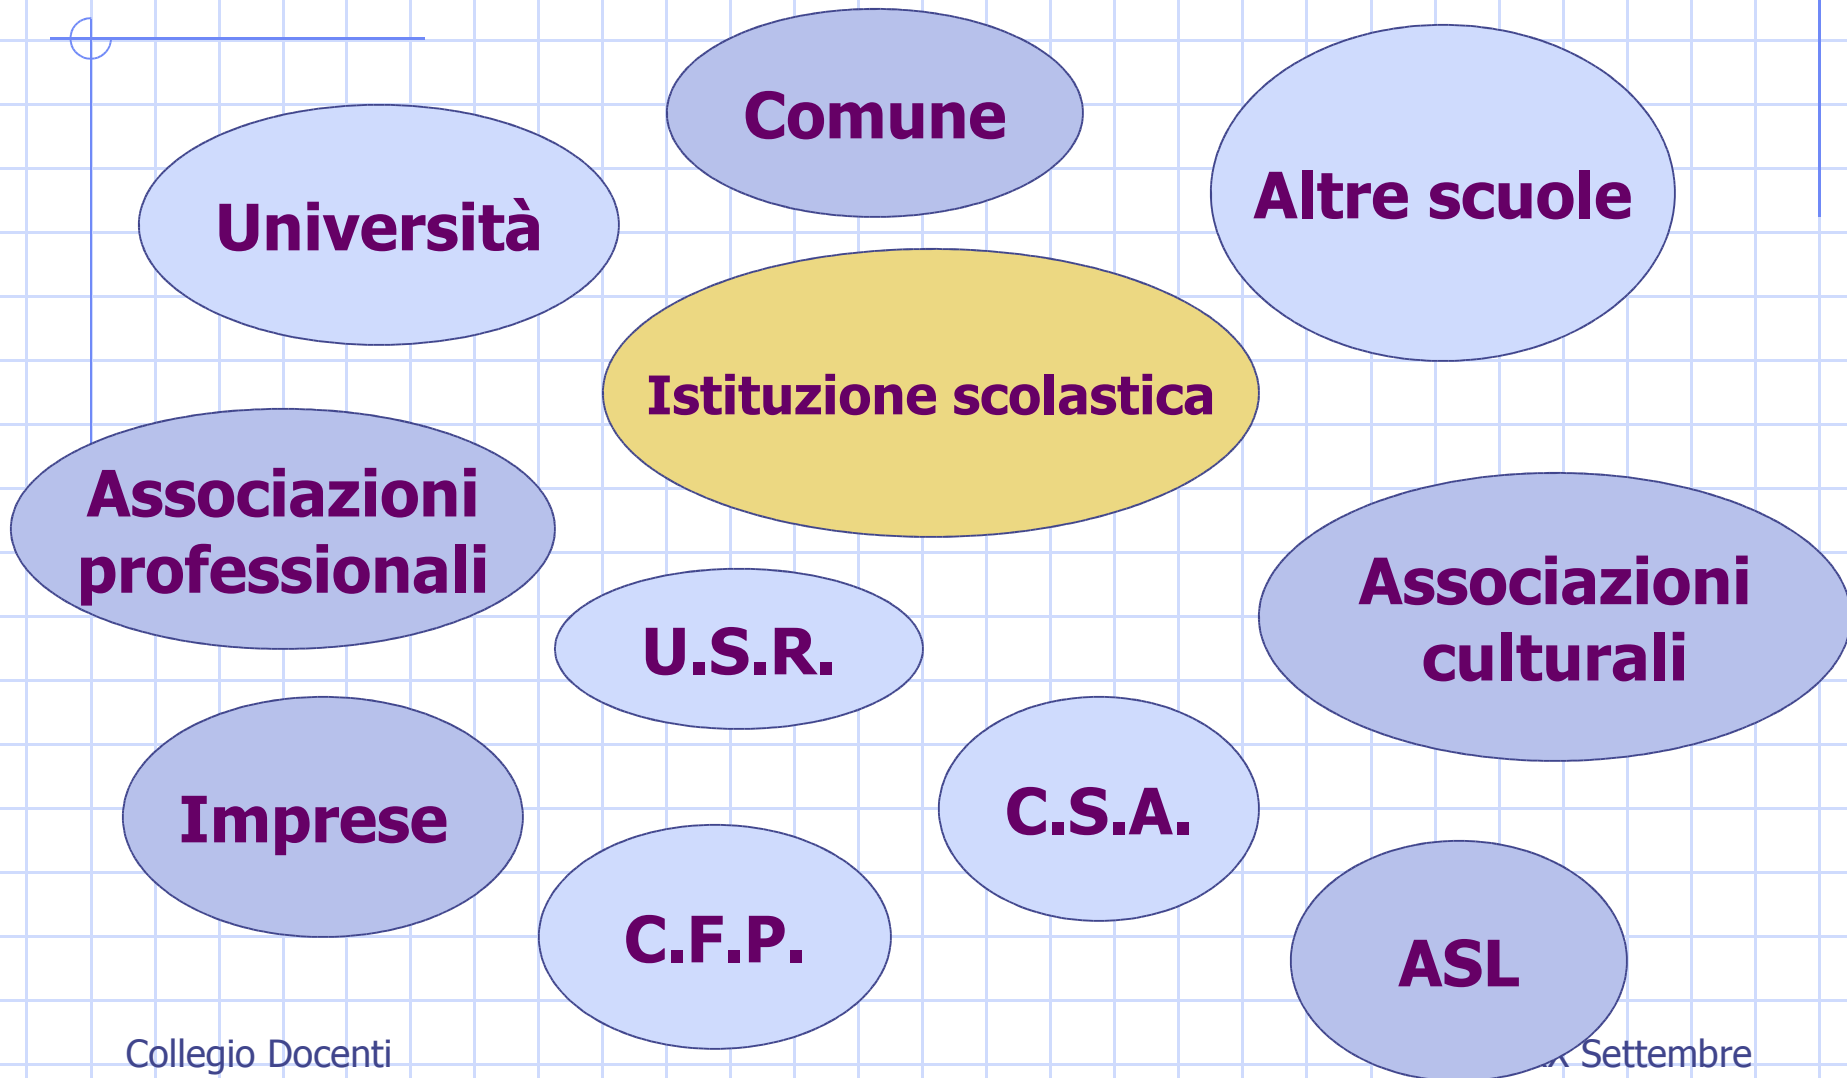 Comune
Altre scuole
Università
Istituzione scolastica
Associazioni
professionali
Associazioni
culturali
U.S.R.
C.S.A.
Imprese
C.F.P.
ASL
Collegio Docenti
Settembre